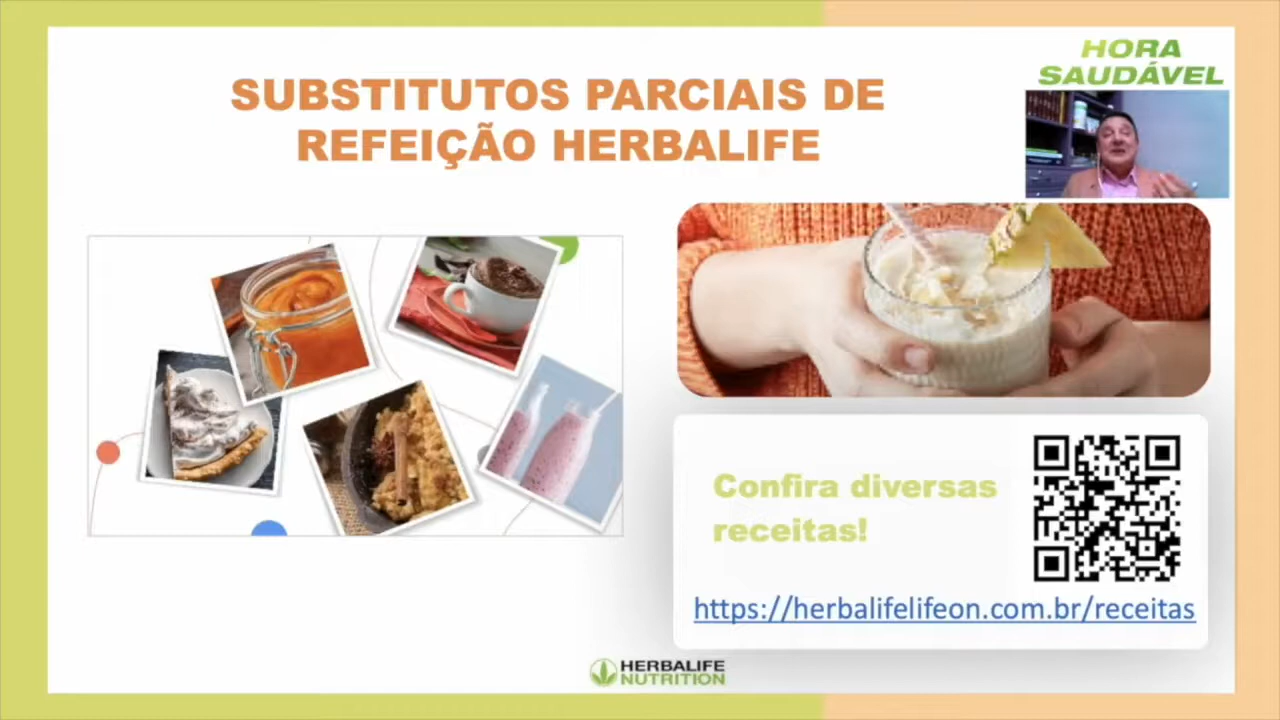 HORA
SAUDÁVEL
SUBSTITUTOS PARCIAIS DE
REFEIÇÃO HERBALIFE
Confira diversas
receitas!
https://herbalifelifeon.com.br/receitas
HERBALIFE
NUTRITION